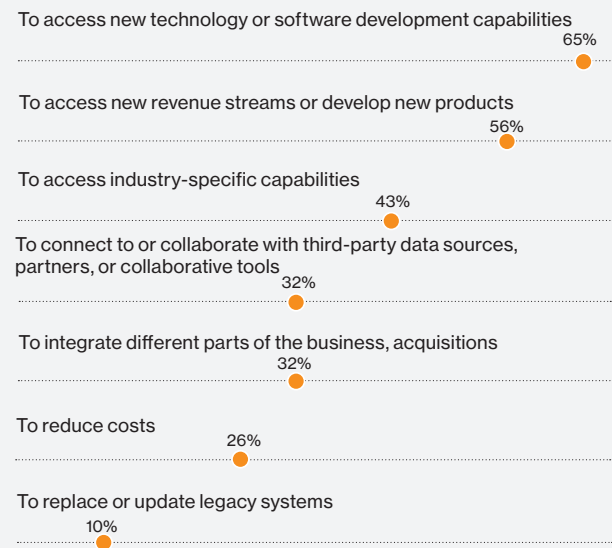 To access new technology or software development capabilities
65%
To access new revenue streams or develop new products
56%
To access industry-specific capabilities
43%
To connect to or collaborate with third-party data sources,
partners, or collaborative tools
32%
To integrate different parts of the business, acquisitions
32%
To reduce costs
26%
To replace or update legacy systems
10%